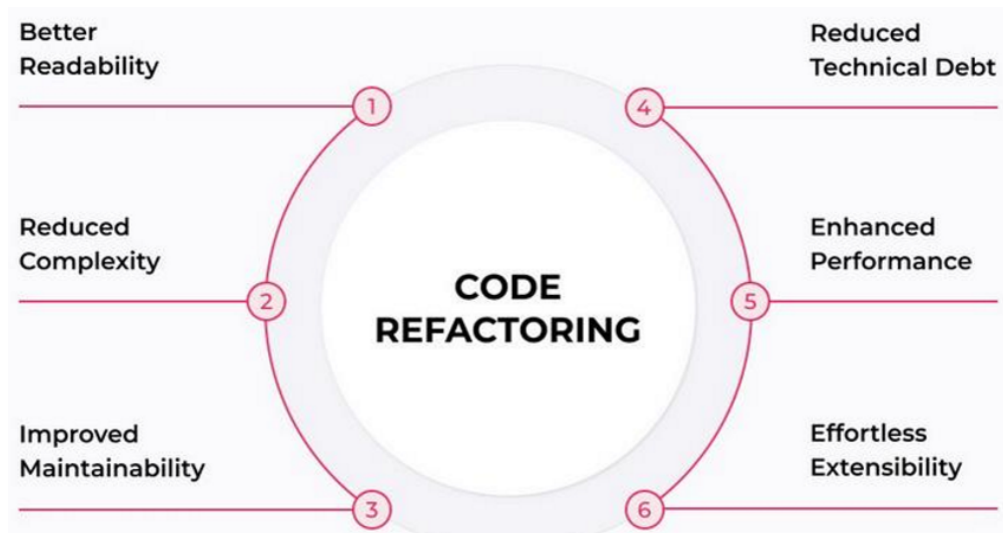 Better
Readability
1
Reduced
Complexity
2
Improved
Maintainability
3
CODE
REFACTORING
Reduced
Technical Debt
4
Enhanced
Performance
5
Effortless
Extensibility
6